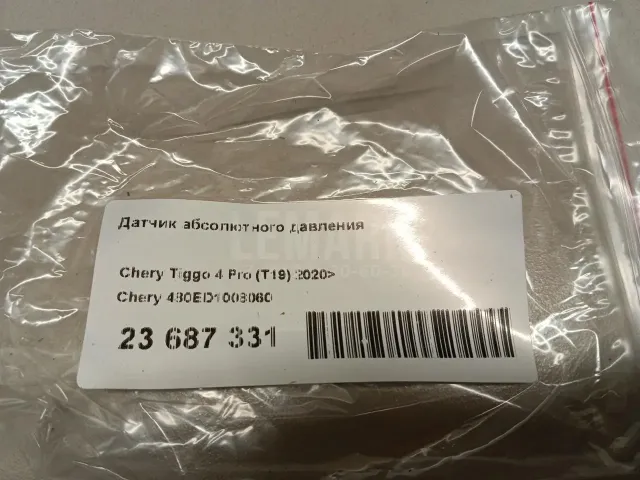 Датчик абсолютного давления
Chery Tiggo 4 Pro (T19) 2020>
Chery 480ED1008060
23 687 331